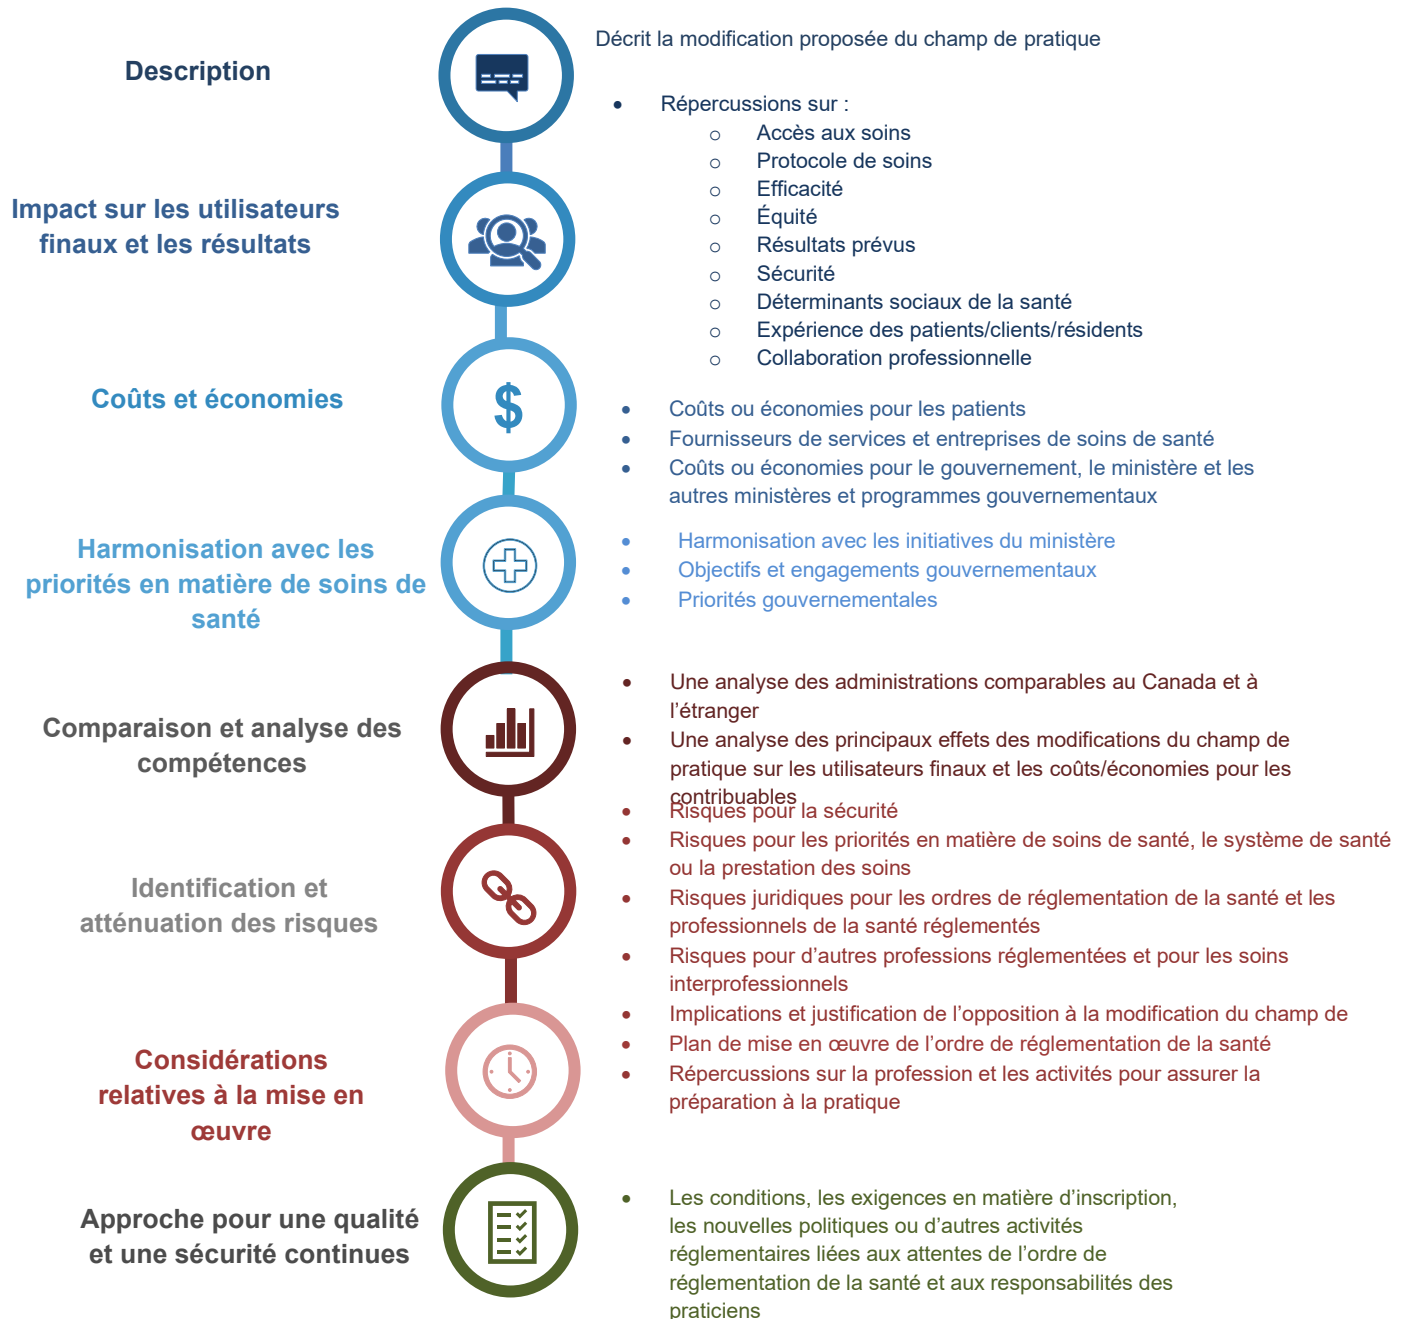 Description
Décrit la modification proposée du champ de pratique
Impact sur les utilisateurs
finaux et les résultats
• Répercussions sur :
o Accès aux soins
o Protocole de soins
o Efficacité
o Équité
o Résultats prévus
o Sécurité
o Déterminants sociaux de la santé
o Expérience des patients/clients/résidents
o Collaboration professionnelle
Coûts et économies
$
• Coûts ou économies pour les patients
• Fournisseurs de services et entreprises de soins de santé
• Coûts ou économies pour le gouvernement, le ministère et les
autres ministères et programmes gouvernementaux
Harmonisation avec les
priorités en matière de soins de
santé
• Harmonisation avec les initiatives du ministère
• Objectifs et engagements gouvernementaux
• Priorités gouvernementales
Comparaison et analyse des
compétences
• Une analyse des administrations comparables au Canada et à
l’étranger
• Une analyse des principaux effets des modifications du champ de
pratique sur les utilisateurs finaux et les coûts/économies pour les
contribuables
Identification et
atténuation des risques
• Risques pour la sécurité
• Risques pour les priorités en matière de soins de santé, le système de santé
ou la prestation des soins
• Risques juridiques pour les ordres de réglementation de la santé et les
professionnels de la santé réglementés
• Risques pour d’autres professions réglementées et pour les soins
interprofessionnels
• Implications et justification de l’opposition à la modification du champ de
Considérations
relatives à la mise en
œuvre
• Plan de mise en œuvre de l’ordre de réglementation de la santé
• Répercussions sur la profession et les activités pour assurer la
préparation à la pratique
Approche pour une qualité
et une sécurité continues
• Les conditions, les exigences en matière d’inscription,
les nouvelles politiques ou d’autres activités
réglementaires liées aux attentes de l’ordre de
réglementation de la santé et aux responsabilités des
praticiens